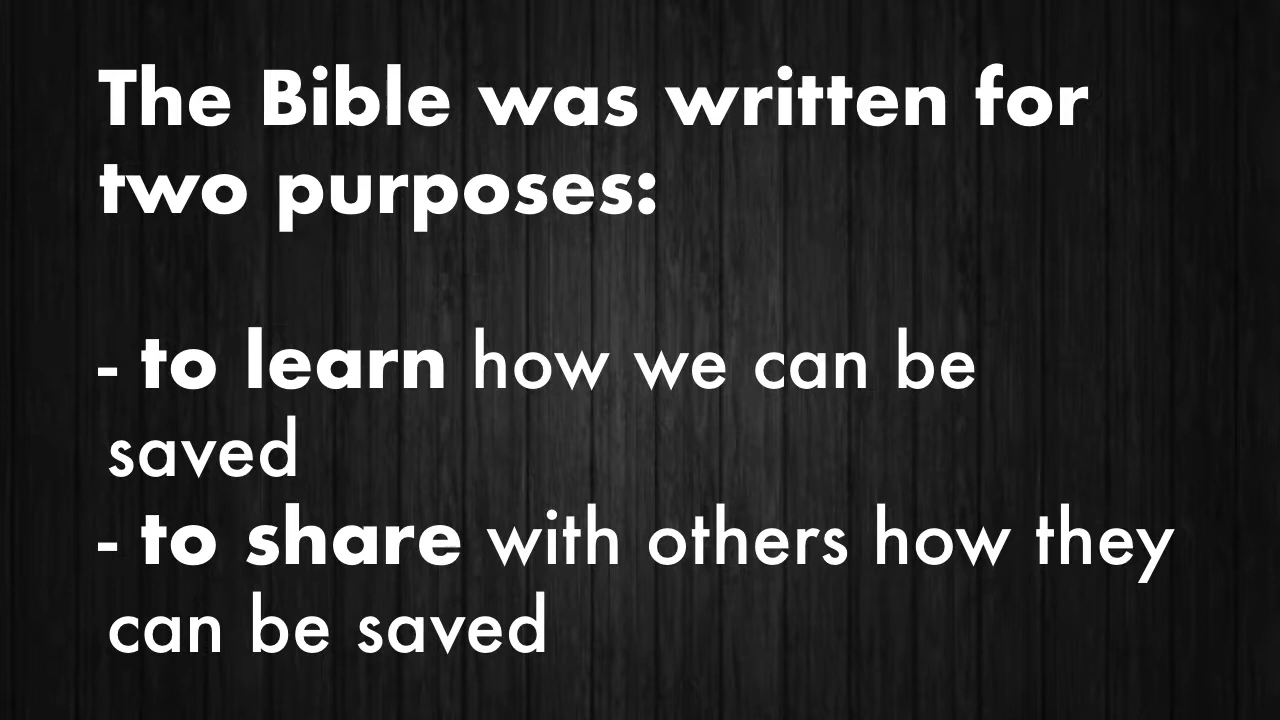 The Bible was written for
two purposes:
- to learn how we can be
saved
- to share with others how they
can be saved